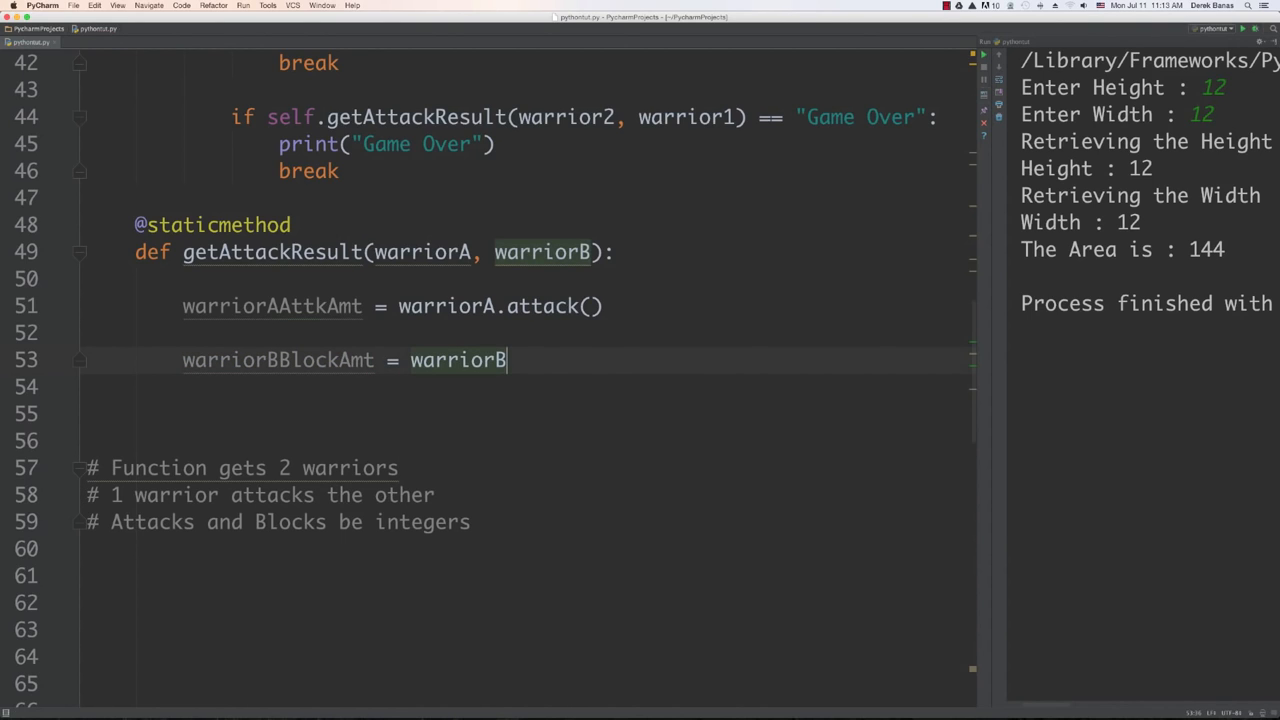 PyCharm File Edit View Navigate Code Refactor Run Tools VCS Window Help 10 Mon Jul 11 11:13 AM Derek Banas
pythontut.py - PycharmProjects - [~/PycharmProjects]
PycharmProjects pythontut.py pythontut
pythontut.py
Run pythontut
42 break
43
44 if self.getAttackResult(warrior2, warrior1) == "Game Over":
45 print("Game Over")
46 break
47
48 @staticmethod
49 def getAttackResult(warriorA, warriorB):
50
51 warriorAAttkAmt = warriorA.attack()
52
53 warriorBBlockAmt = warriorB
54
55
56
57 # Function gets 2 warriors
58 # 1 warrior attacks the other
59 # Attacks and Blocks be integers
60
61
62
63
64
65
/Library/Frameworks/Py
Enter Height : 12
Enter Width : 12
Retrieving the Height
Height : 12
Retrieving the Width
Width : 12
The Area is : 144
Process finished with
53:36 LF÷ UTF-8÷